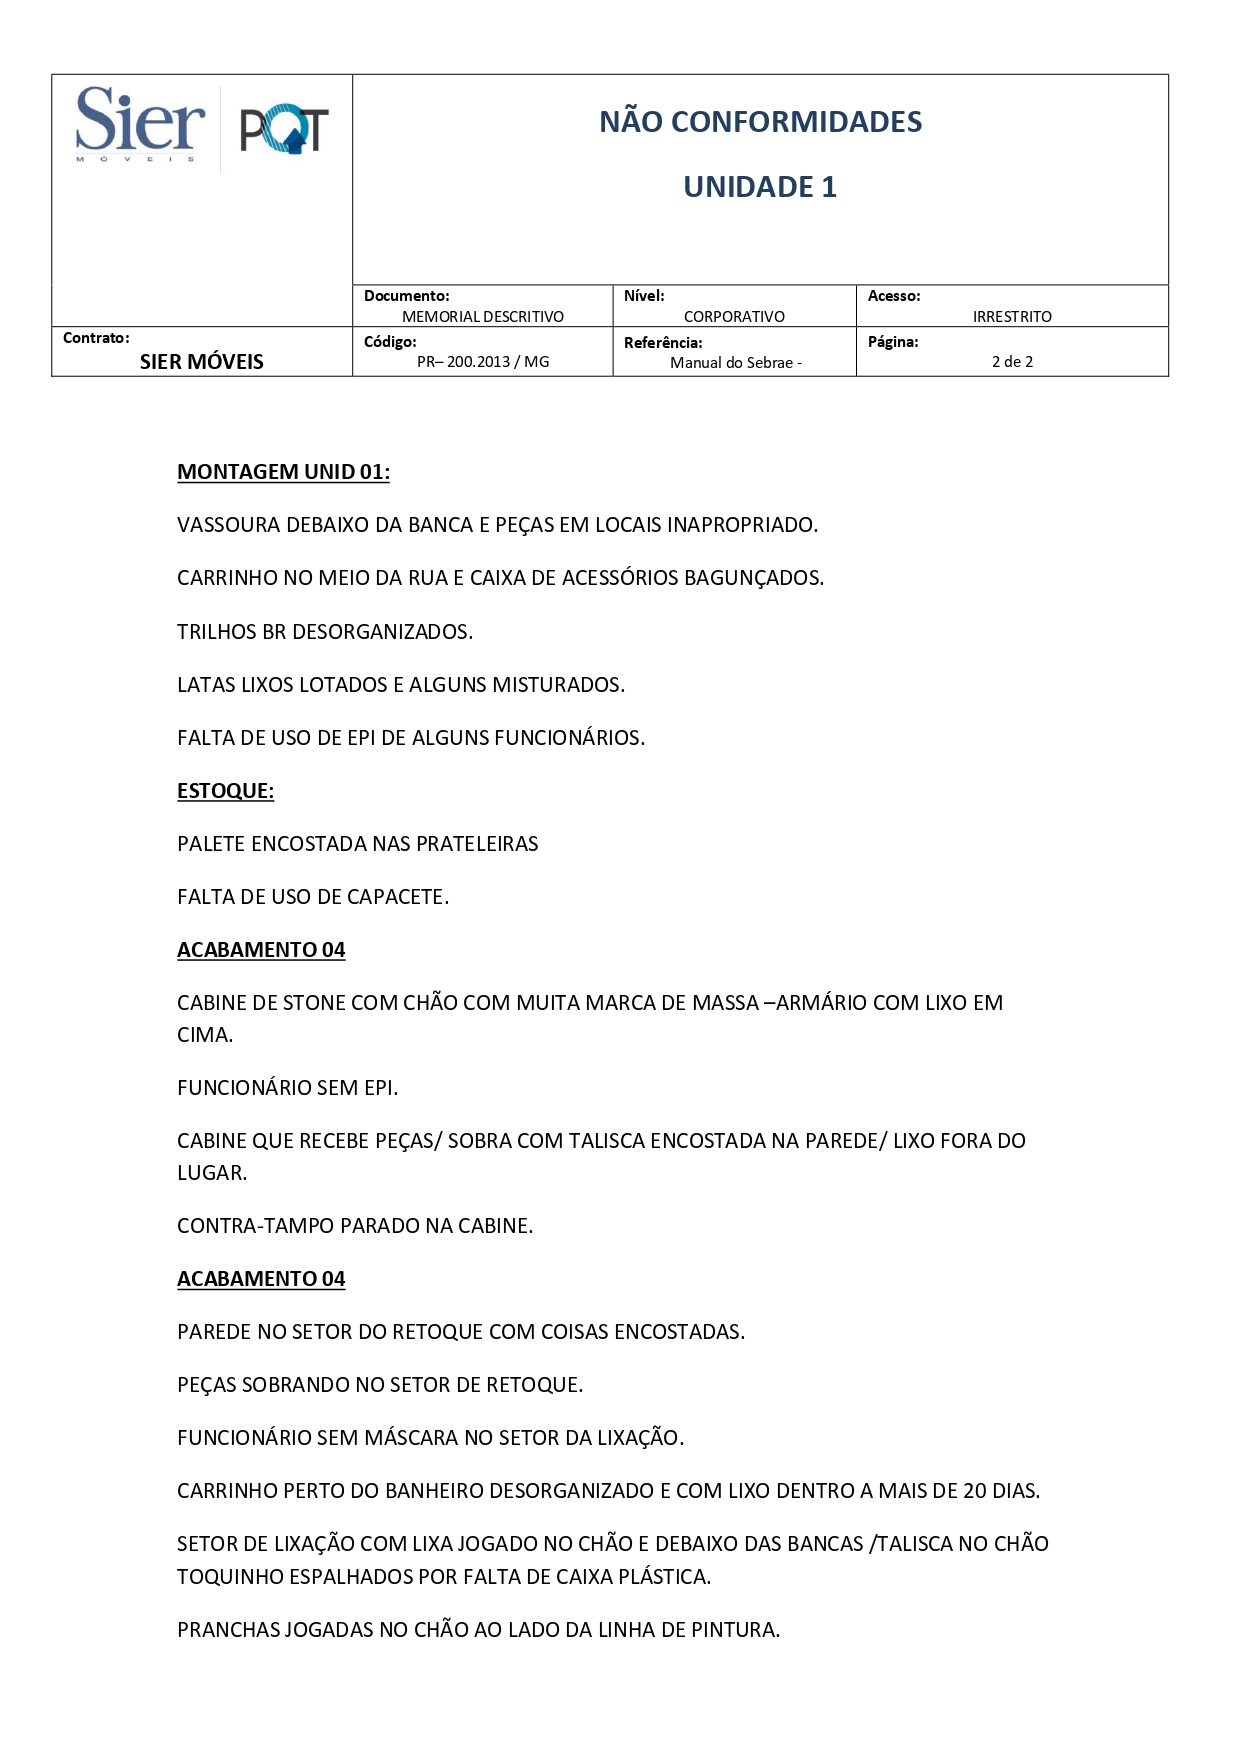 Sier
MÓVEIS
PQT
NÃO CONFORMIDADES
UNIDADE 1
Documento:
MEMORIAL DESCRITIVO
Nível:
CORPORATIVO
Acesso:
IRRESTRITO
Contrato:
SIER MÓVEIS
Código:
PR– 200.2013 / MG
Referência:
Manual do Sebrae -
Página:
2 de 2
MONTAGEM UNID 01:
VASSOURA DEBAIXO DA BANCA E PEÇAS EM LOCAIS INAPROPRIADO.
CARRINHO NO MEIO DA RUA E CAIXA DE ACESSÓRIOS BAGUNÇADOS.
TRILHOS BR DESORGANIZADOS.
LATAS LIXOS LOTADOS E ALGUNS MISTURADOS.
FALTA DE USO DE EPI DE ALGUNS FUNCIONÁRIOS.
ESTOQUE:
PALETE ENCOSTADA NAS PRATELEIRAS
FALTA DE USO DE CAPACETE.
ACABAMENTO 04
CABINE DE STONE COM CHÃO COM MUITA MARCA DE MASSA –ARMÁRIO COM LIXO EM
CIMA.
FUNCIONÁRIO SEM EPI.
CABINE QUE RECEBE PEÇAS/ SOBRA COM TALISCA ENCOSTADA NA PAREDE/ LIXO FORA DO
LUGAR.
CONTRA-TAMPO PARADO NA CABINE.
ACABAMENTO 04
PAREDE NO SETOR DO RETOQUE COM COISAS ENCOSTADAS.
PEÇAS SOBRANDO NO SETOR DE RETOQUE.
FUNCIONÁRIO SEM MÁSCARA NO SETOR DA LIXAÇÃO.
CARRINHO PERTO DO BANHEIRO DESORGANIZADO E COM LIXO DENTRO A MAIS DE 20 DIAS.
SETOR DE LIXAÇÃO COM LIXA JOGADO NO CHÃO E DEBAIXO DAS BANCAS /TALISCA NO CHÃO
TOQUINHO ESPALHADOS POR FALTA DE CAIXA PLÁSTICA.
PRANCHAS JOGADAS NO CHÃO AO LADO DA LINHA DE PINTURA.